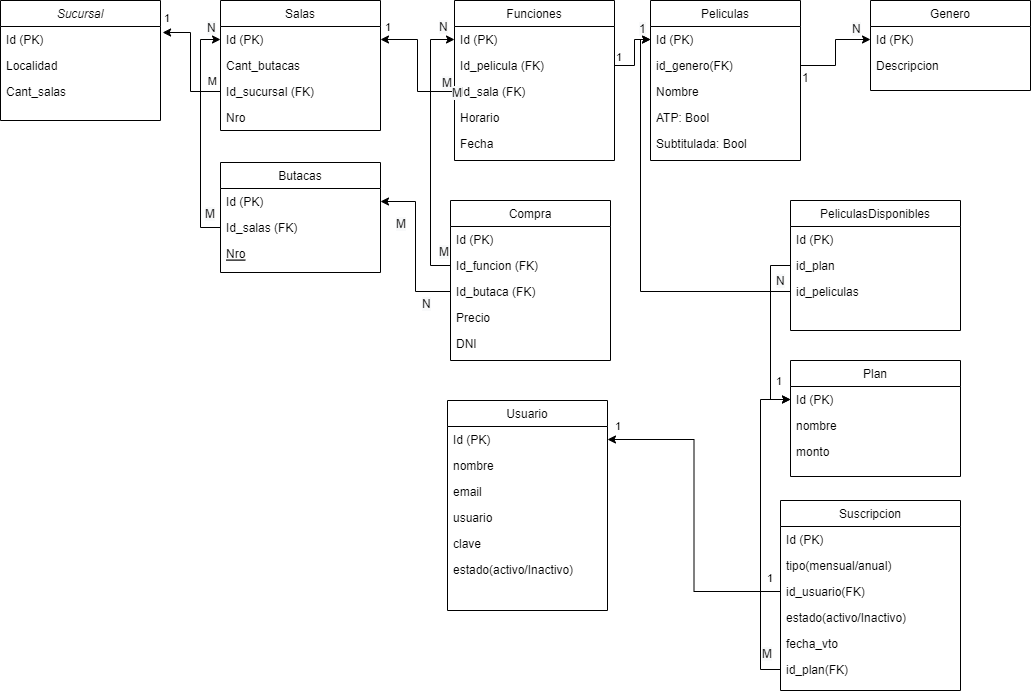 Sucursal
Id (PK)
Localidad
Cant_salas
1
N
M
Salas
Id (PK)
Cant_butacas
Id_sucursal (FK)
Nro
1
M
M
N
Funciones
Id (PK)
Id_pelicula (FK)
Id_sala (FK)
Horario
Fecha
1
1
Peliculas
Id (PK)
id_genero(FK)
Nombre
ATP: Bool
Subtitulada: Bool
1
N
Genero
Id (PK)
Descripcion
M
Butacas
Id (PK)
Id_salas (FK)
Nro
M
N
M
Compra
Id (PK)
Id_funcion (FK)
Id_butaca (FK)
Precio
DNI
N
PeliculasDisponibles
Id (PK)
id_plan
id_peliculas
1
Plan
Id (PK)
nombre
monto
Usuario
Id (PK)
nombre
email
usuario
clave
estado(activo/Inactivo)
1
1
M
Suscripcion
Id (PK)
tipo(mensual/anual)
id_usuario(FK)
estado(activo/Inactivo)
fecha_vto
id_plan(FK)